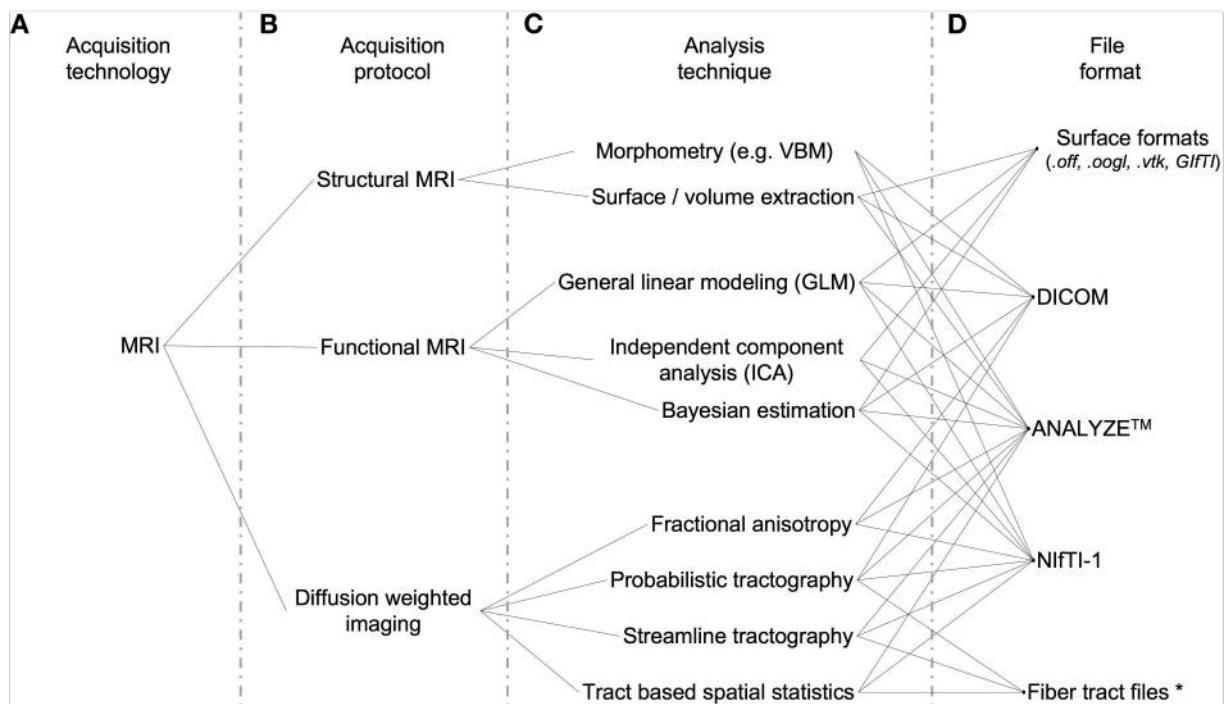 A
Acquisition
technology
B
Acquisition
protocol
C
Analysis
technique
D
File
format
MRI
Structural MRI
Functional MRI
Diffusion weighted
imaging
Morphometry (e.g. VBM)
Surface / volume extraction
General linear modeling (GLM)
Independent component
analysis (ICA)
Bayesian estimation
Fractional anisotropy
Probabilistic tractography
Streamline tractography
Tract based spatial statistics
Surface formats
(.off, .oogl, .vtk, GIfTI)
DICOM
ANALYZE™
NIfTI-1
Fiber tract files *